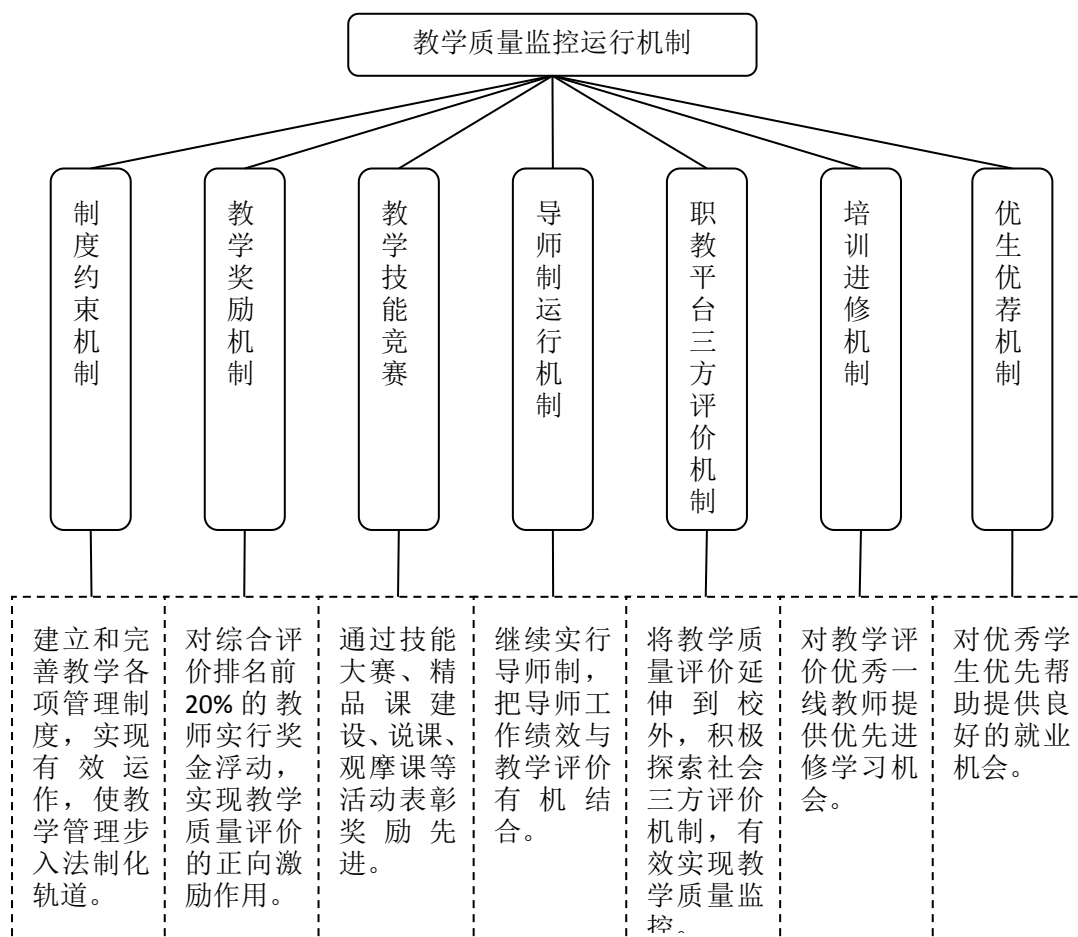 教学质量监控运行机制
制度约束机制
教学奖励机制
教学技能竞赛
导师制运行机制
职教平台三方评价机制
培训进修机制
优生优荐机制
建立和完
善教学各
项管理制
度，实现
有效运
作，使教
学管理步
入法制化
轨道。
对综合评
价排名前
20%的教
师实行奖
金浮动，
实现教学
质量评价
的正向激
励作用。
通过技能
大赛、精
品课建
设、说课、
观摩课等
活动表彰
奖励先
进。
继续实行
导师制，
把导师工
作绩效与
教学评价
有机结
合。
将教学质
量评价延
伸到校
外，积极
探索社会
三方评价
机制，有
效实现教
学质量监
控。
对教学评
价优秀一
线教师提
供优先进
修学习机
会。
对优秀学
生优先帮
助提供良
好的就业
机会。